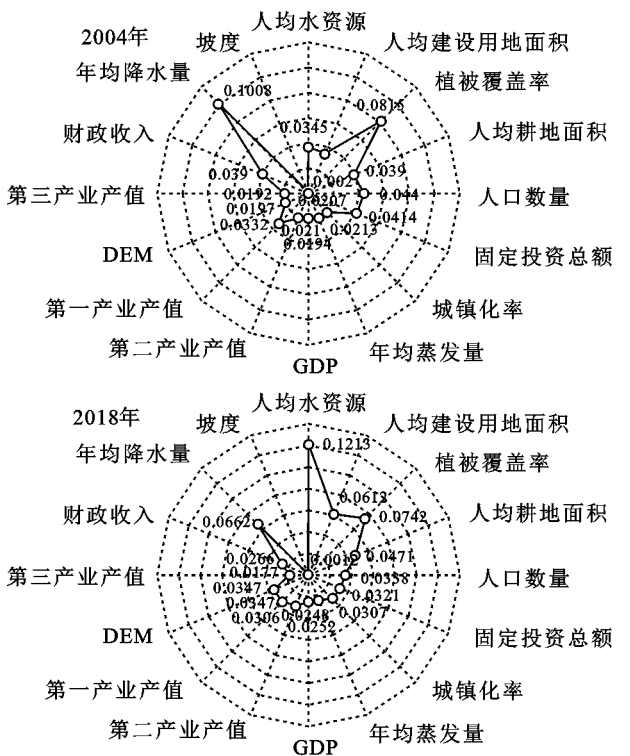 2004年
人均水资源
坡度
人均建设用地面积
年均降水量
植被覆盖率
0.1008
0.0815
财政收入
0.0345
人均耕地面积
0.039
0.002
0.039
第三产业产值
0.0192
0.0207
0.044
人口数量
0.0197
0.0414
0.0332
0.021
0.0213
0.0194
DEM
固定投资总额
第一产业产值
城镇化率
第二产业产值
年均蒸发量
GDP
2018年
人均水资源
坡度
人均建设用地面积
年均降水量
0.1213
植被覆盖率
财政收入
0.0612
0.0742
人均耕地面积
0.0662
0.0266
0.0012
0.0471
第三产业产值
0.0177
0.0358
人口数量
0.0347
0.0321
0.0347
0.0307
0.0306
0.0248
0.0252
DEM
固定投资总额
第一产业产值
城镇化率
第二产业产值
年均蒸发量
GDP